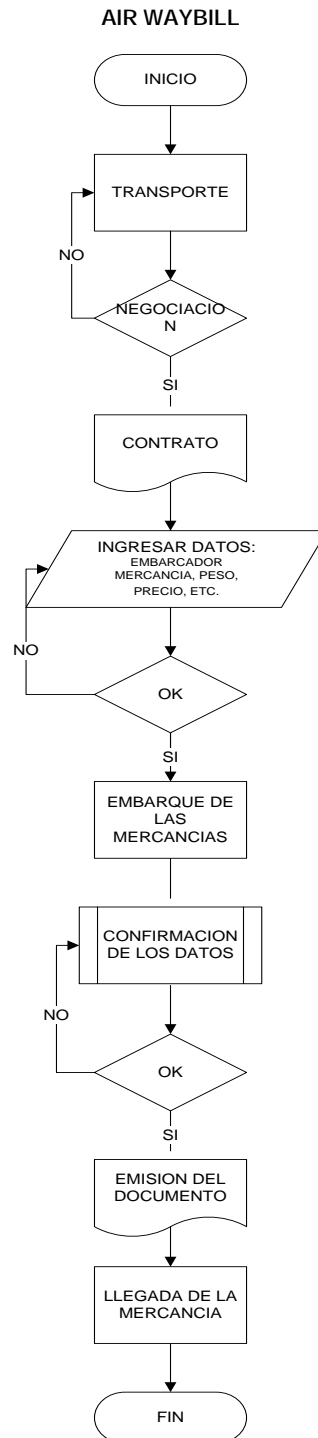 AIR WAYBILL
INICIO
TRANSPORTE
NO
NEGOCIACIO
N
SI
CONTRATO
INGRESAR DATOS:
EMBARCADOR
MERCANCIA, PESO,
PRECIO, ETC.
NO
OK
SI
EMBARQUE DE
LAS
MERCANCIAS
CONFIRMACION
DE LOS DATOS
NO
OK
SI
EMISION DEL
DOCUMENTO
LLEGADA DE LA
MERCANCIA
FIN